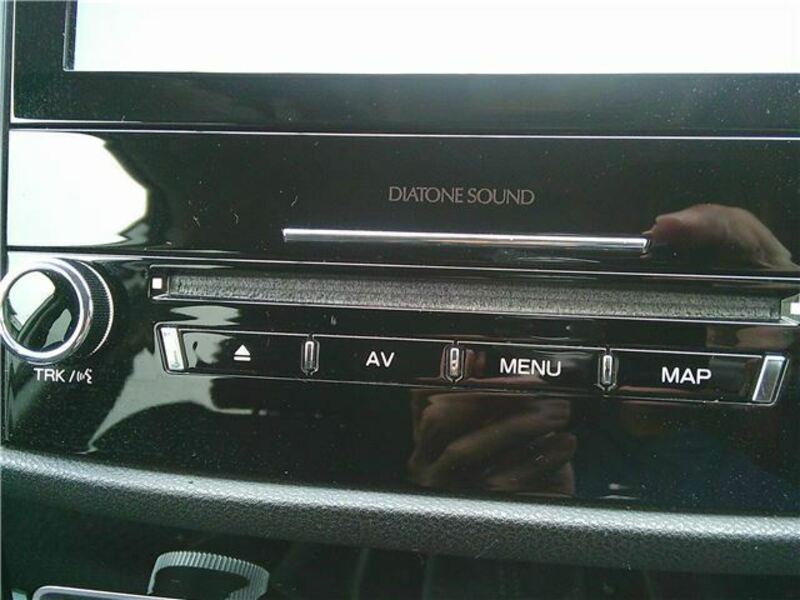 DIATONE SOUND
AV
MENU
MAP
TRK /